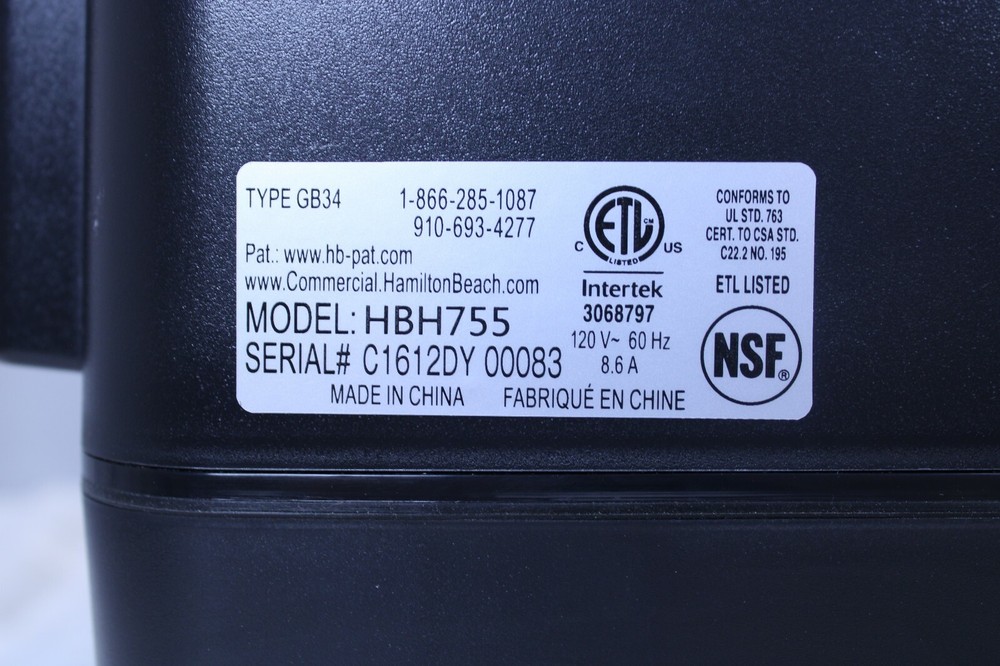 TYPE GB34 1-866-285-1087
910-693-4277
Pat.: www.hb-pat.com
www.Commercial.HamiltonBeach.com
MODEL: HBH755
SERIAL# C1612DY 00083
MADE IN CHINA FABRIQUÉ EN CHINE
ETL CM
LISTED
C US
Intertek
3068797
120 V~ 60 Hz
8.6 A
CONFORMS TO
UL STD. 763
CERT. TO CSA STD.
C22.2 NO. 195
ETL LISTED
NSF®